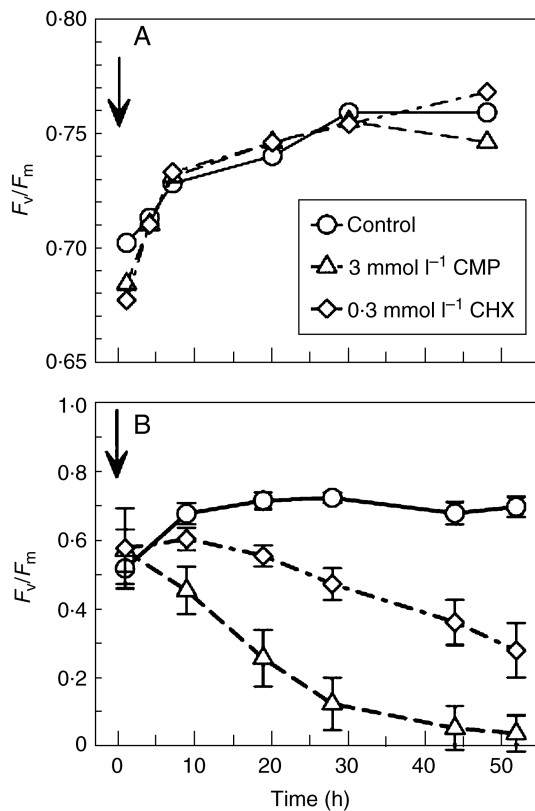 A
0·80
0·75
0·70
0·65
Fv/Fm
Control
3 mmol l−1 CMP
0·3 mmol l−1 CHX
B
1·0
0·8
0·6
0·4
0·2
0
Fv/Fm
0 10 20 30 40 50
Time (h)